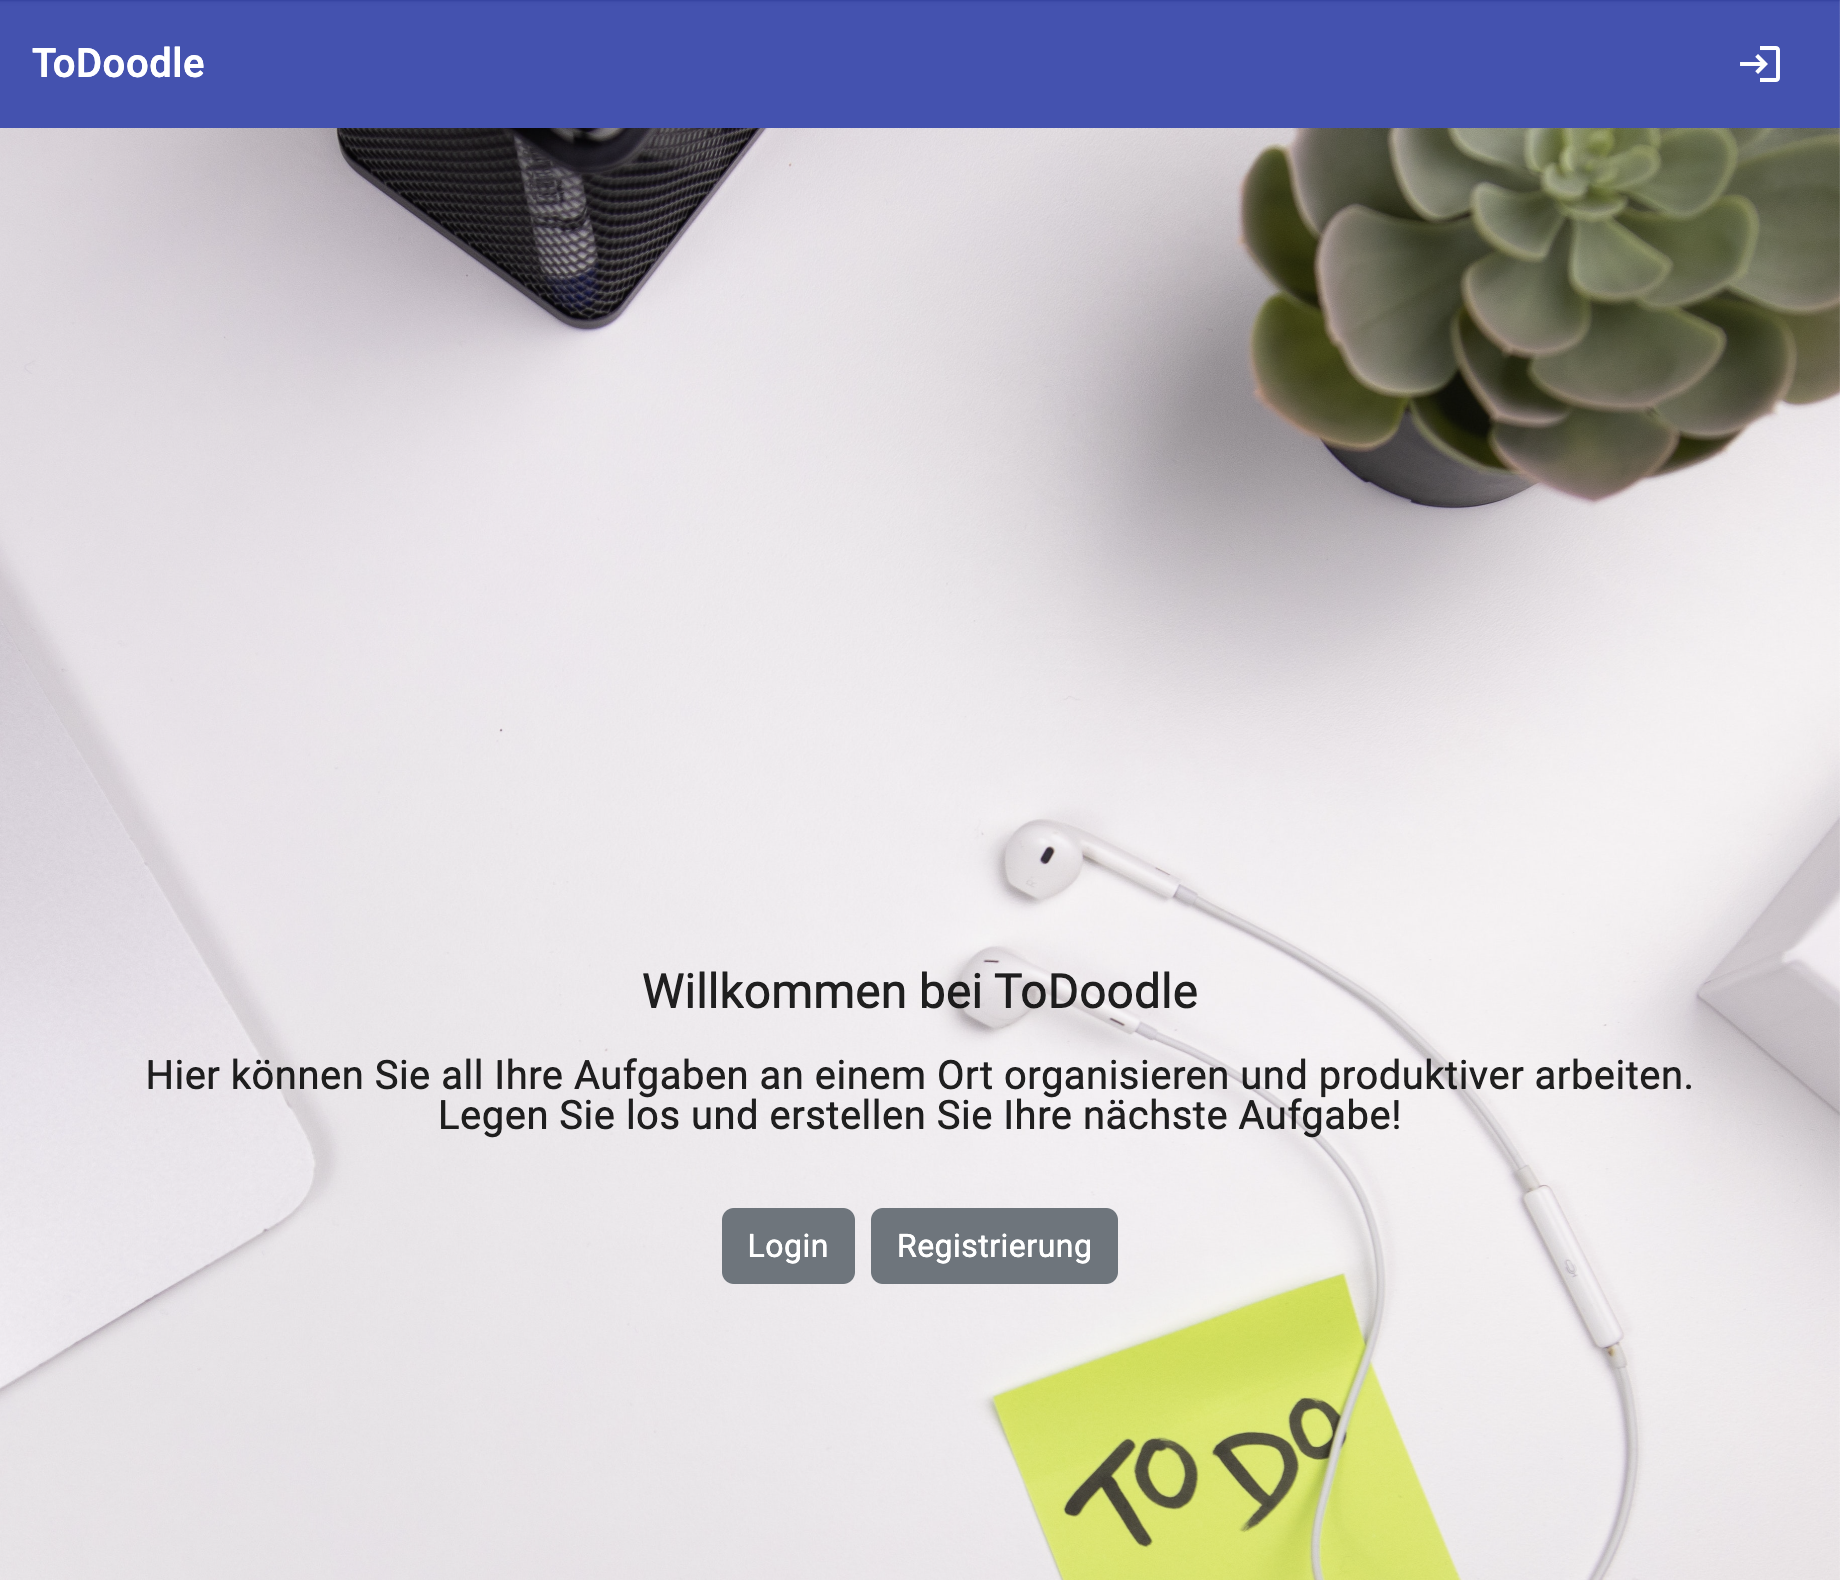 ToDoodle
Willkommen bei ToDoodle
Hier können Sie all Ihre Aufgaben an einem Ort organisieren und produktiver arbeiten.
Legen Sie los und erstellen Sie Ihre nächste Aufgabe!
Login
Registrierung
TO DO